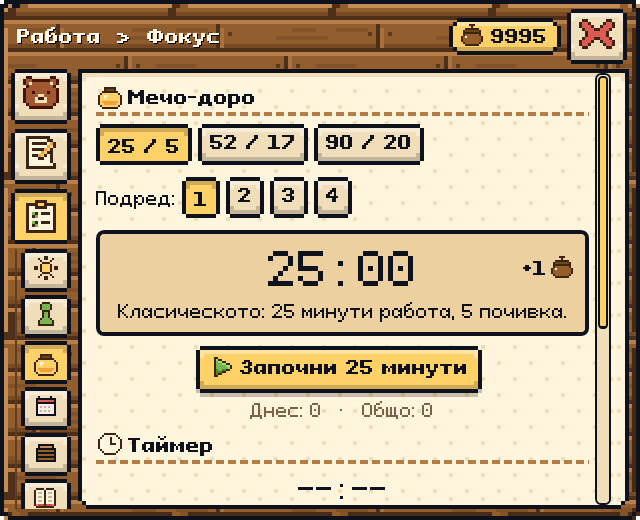 Работа > Фокус
9995
Мечо-доро
25 / 5 52 / 17 90 / 20
Подред: 1 2 3 4
25:00
+1
Класическото: 25 минути работа, 5 почивка.
Започни 25 минути
Днес: 0 · Общо: 0
Таймер
--:--